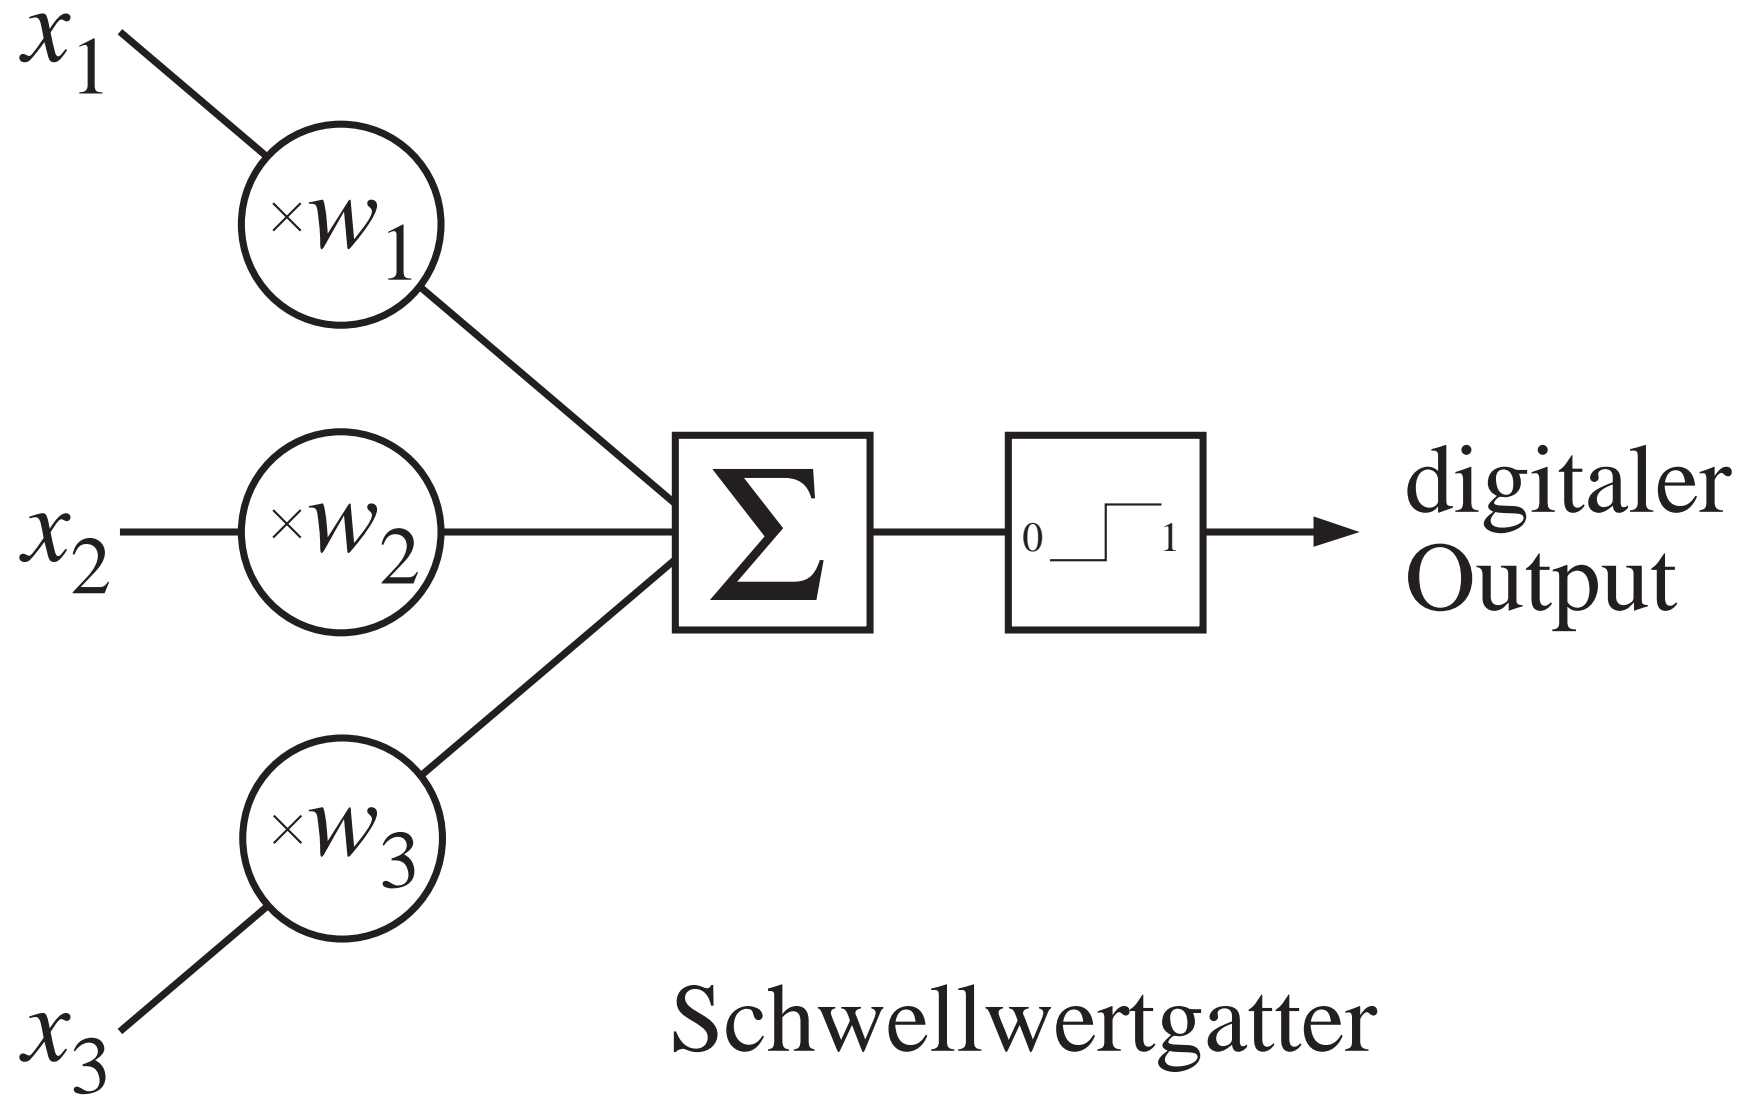 x1
×w1
x2
×w2
Σ
0 1
digitaler
Output
×w3
x3
Schwellwertgatter